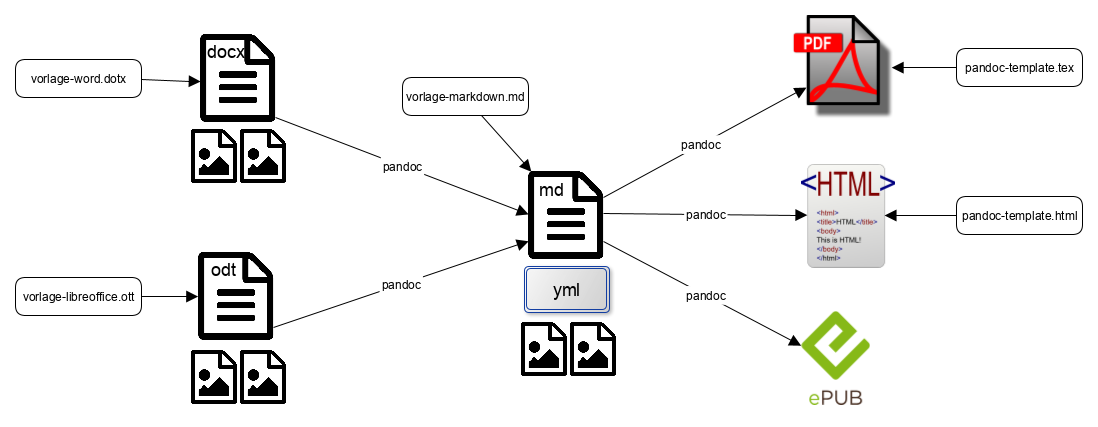 vorlage-word.dotx
docx
pandoc
vorlage-libreoffice.ott
odt
pandoc
vorlage-markdown.md
md
yml
pandoc
PDF
pandoc-template.tex
pandoc
<HTML>
<html>
<title>HTML</title>
<body>
This is HTML!
</body>
</html>
pandoc-template.html
pandoc
ePUB